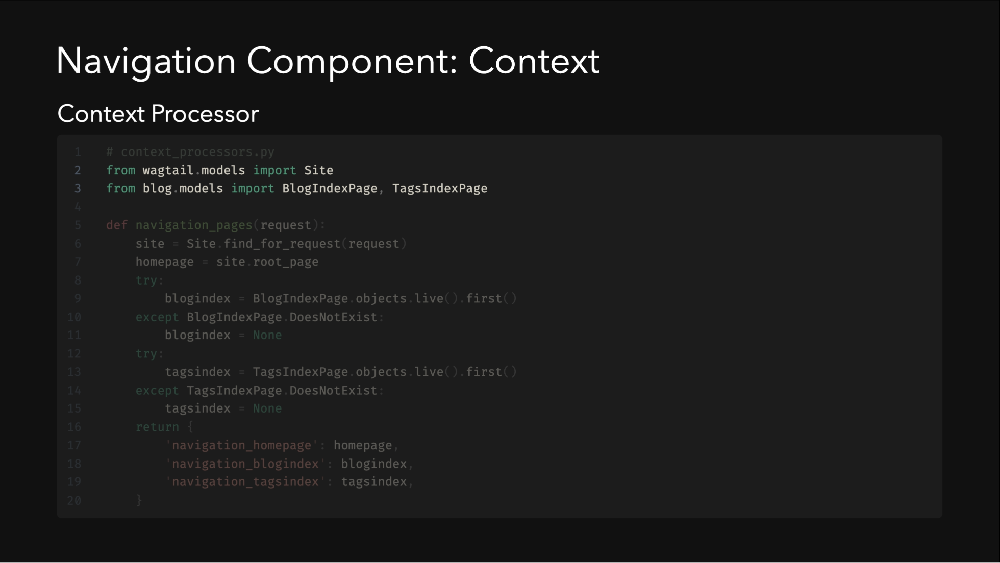 Navigation Component: Context
Context Processor
1 # context_processors.py
2 from wagtail.models import Site
3 from blog.models import BlogIndexPage, TagsIndexPage
4
5 def navigation_pages(request):
6     site = Site.find_for_request(request)
7     homepage = site.root_page
8     try:
9         blogindex = BlogIndexPage.objects.live().first()
10     except BlogIndexPage.DoesNotExist:
11         blogindex = None
12     try:
13         tagsindex = TagsIndexPage.objects.live().first()
14     except TagsIndexPage.DoesNotExist:
15         tagsindex = None
16     return {
17         'navigation_homepage': homepage,
18         'navigation_blogindex': blogindex,
19         'navigation_tagsindex': tagsindex,
20     }